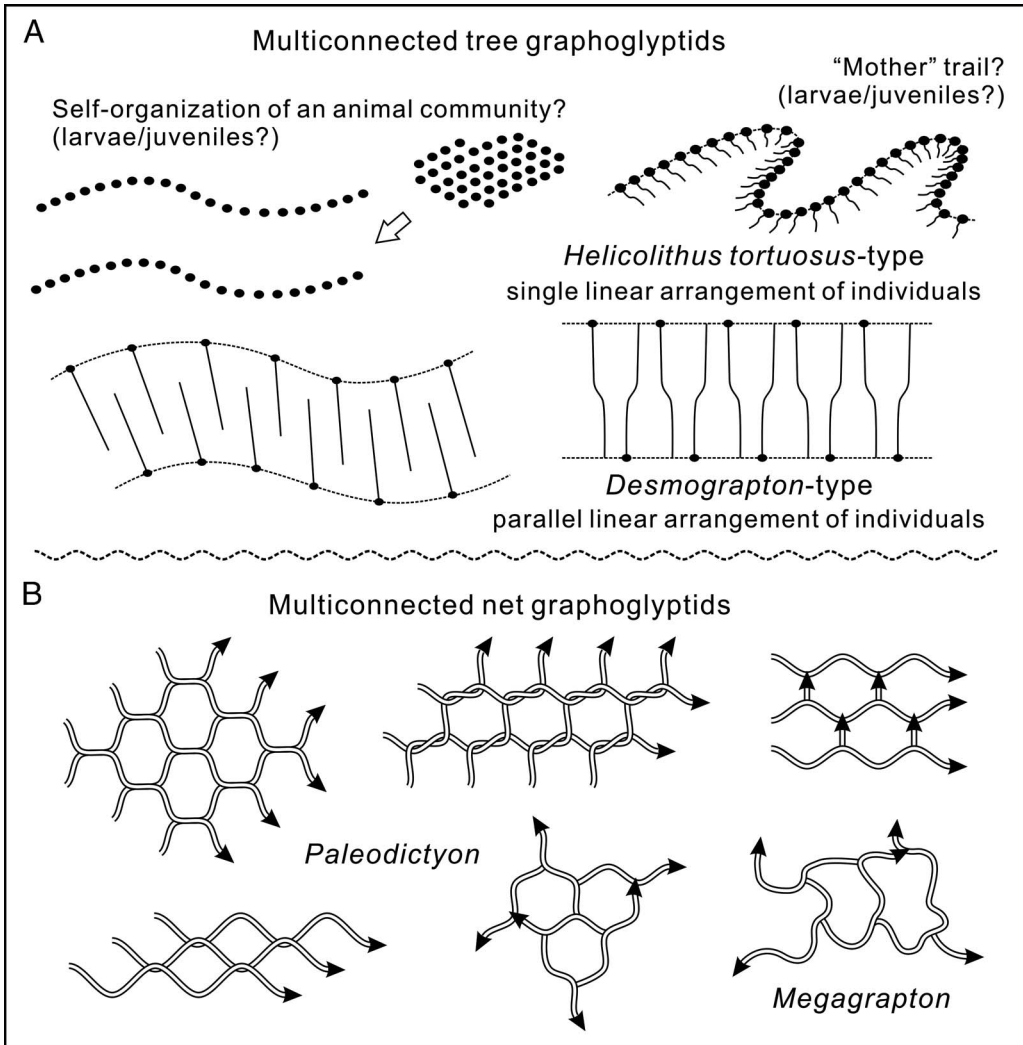 A
Multiconnected tree graphoglyptids
“Mother” trail?
(larvae/juveniles?)
Self-organization of an animal community?
(larvae/juveniles?)
Helicolithus tortuosus-type
single linear arrangement of individuals
Desmograpton-type
parallel linear arrangement of individuals
B
Multiconnected net graphoglyptids
Paleodictyon
Megagrapton